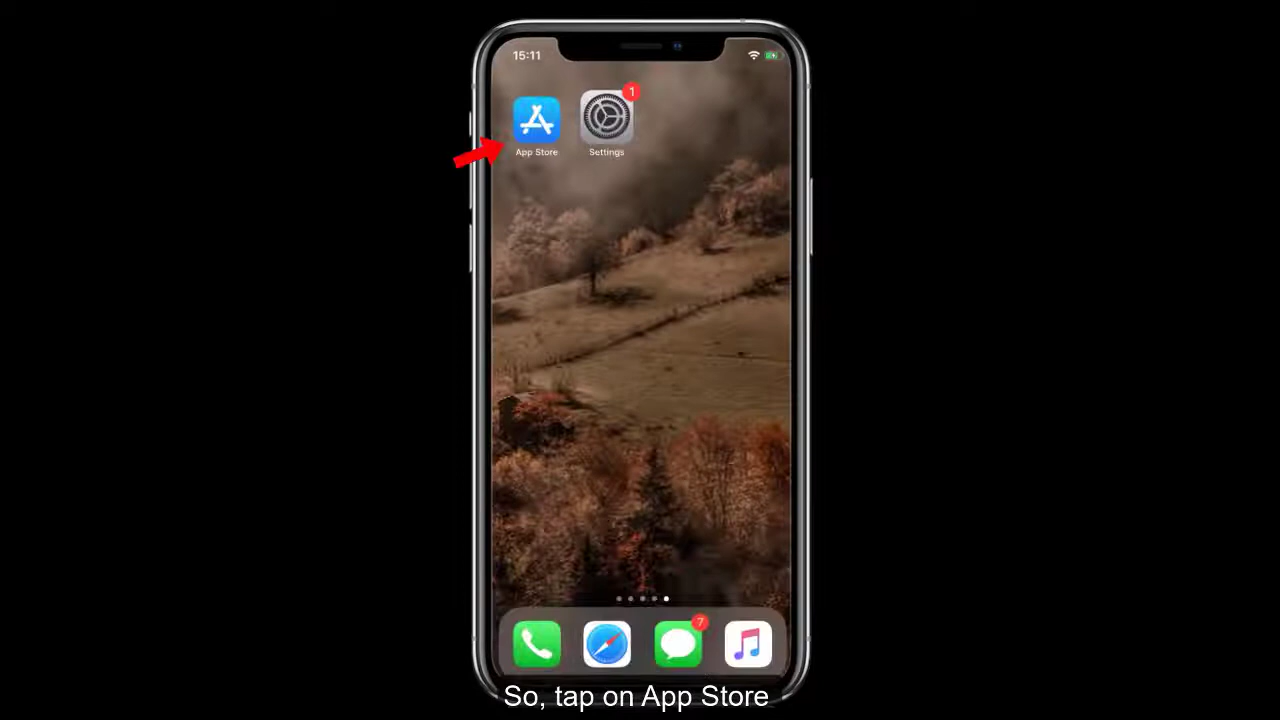 15:11
1
App Store
Settings
7
So, tap on App Store